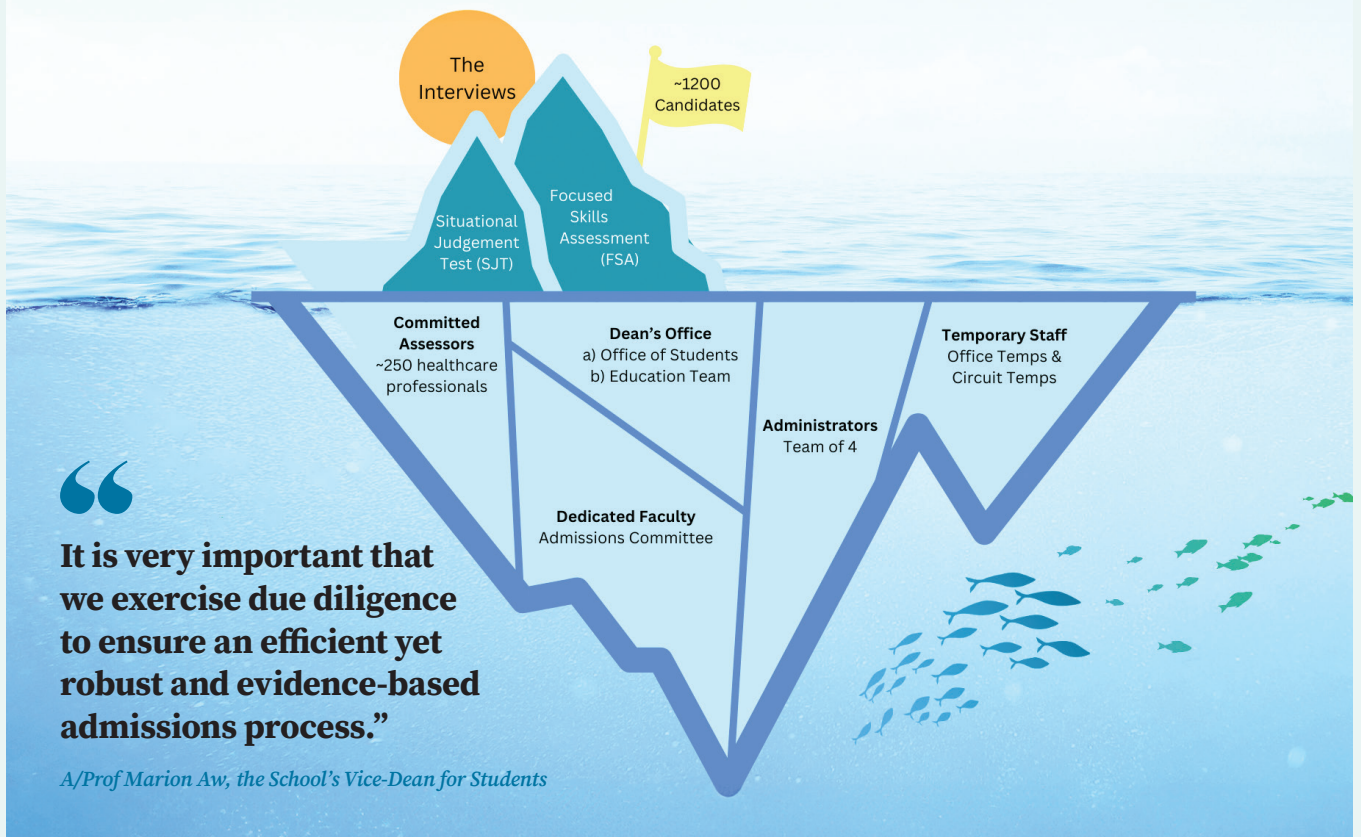 The
Interviews
~1200
Candidates
Situational
Judgement
Test (SJT)
Focused
Skills
Assessment
(FSA)
Committed
Assessors
~250 healthcare
professionals
Dean’s Office
a) Office of Students
b) Education Team
Administrators
Team of 4
Temporary Staff
Office Temps &
Circuit Temps
Dedicated Faculty
Admissions Committee
“
It is very important that
we exercise due diligence
to ensure an efficient yet
robust and evidence-based
admissions process.”
A/Prof Marion Aw, the School’s Vice-Dean for Students